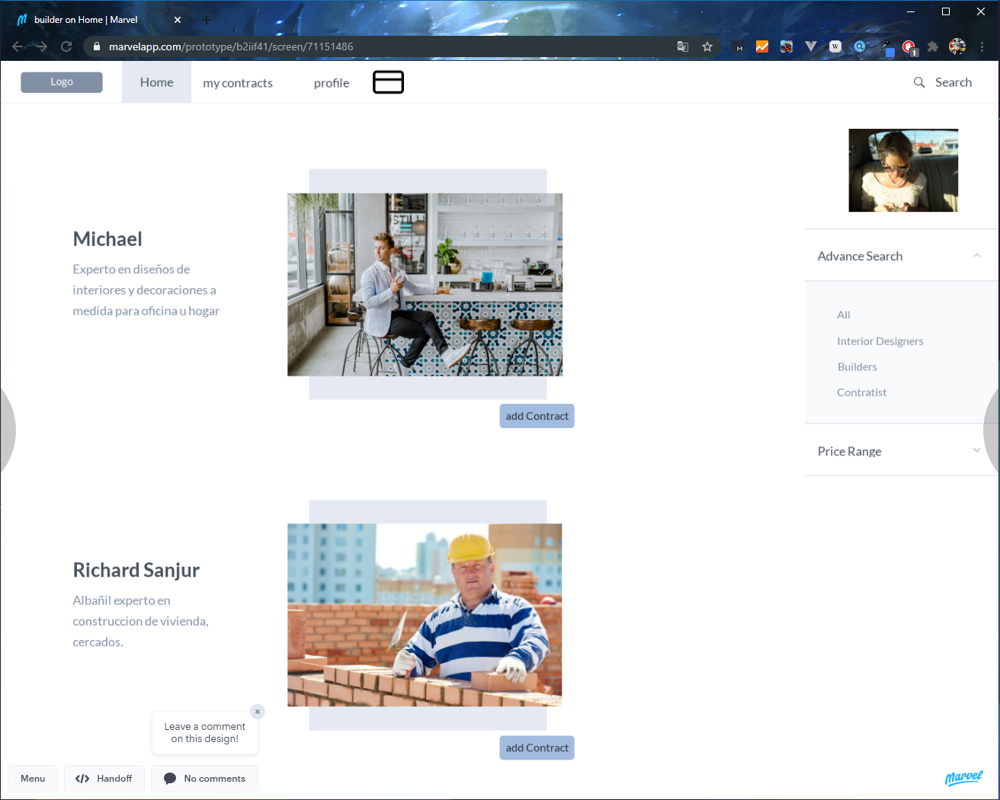 builder on Home | Marvel
marvelapp.com/prototype/b2iif41/screen/71151486
Logo
Home
my contracts
profile
Search
STILL
Michael
Experto en diseños de
interiores y decoraciones a
medida para oficina u hogar
add Contract
Advance Search
All
Interior Designers
Builders
Contratist
Price Range
Richard Sanjur
Albañil experto en
construccion de vivienda,
cercados.
add Contract
Leave a comment
on this design!
Menu
Handoff
No comments
Marvel